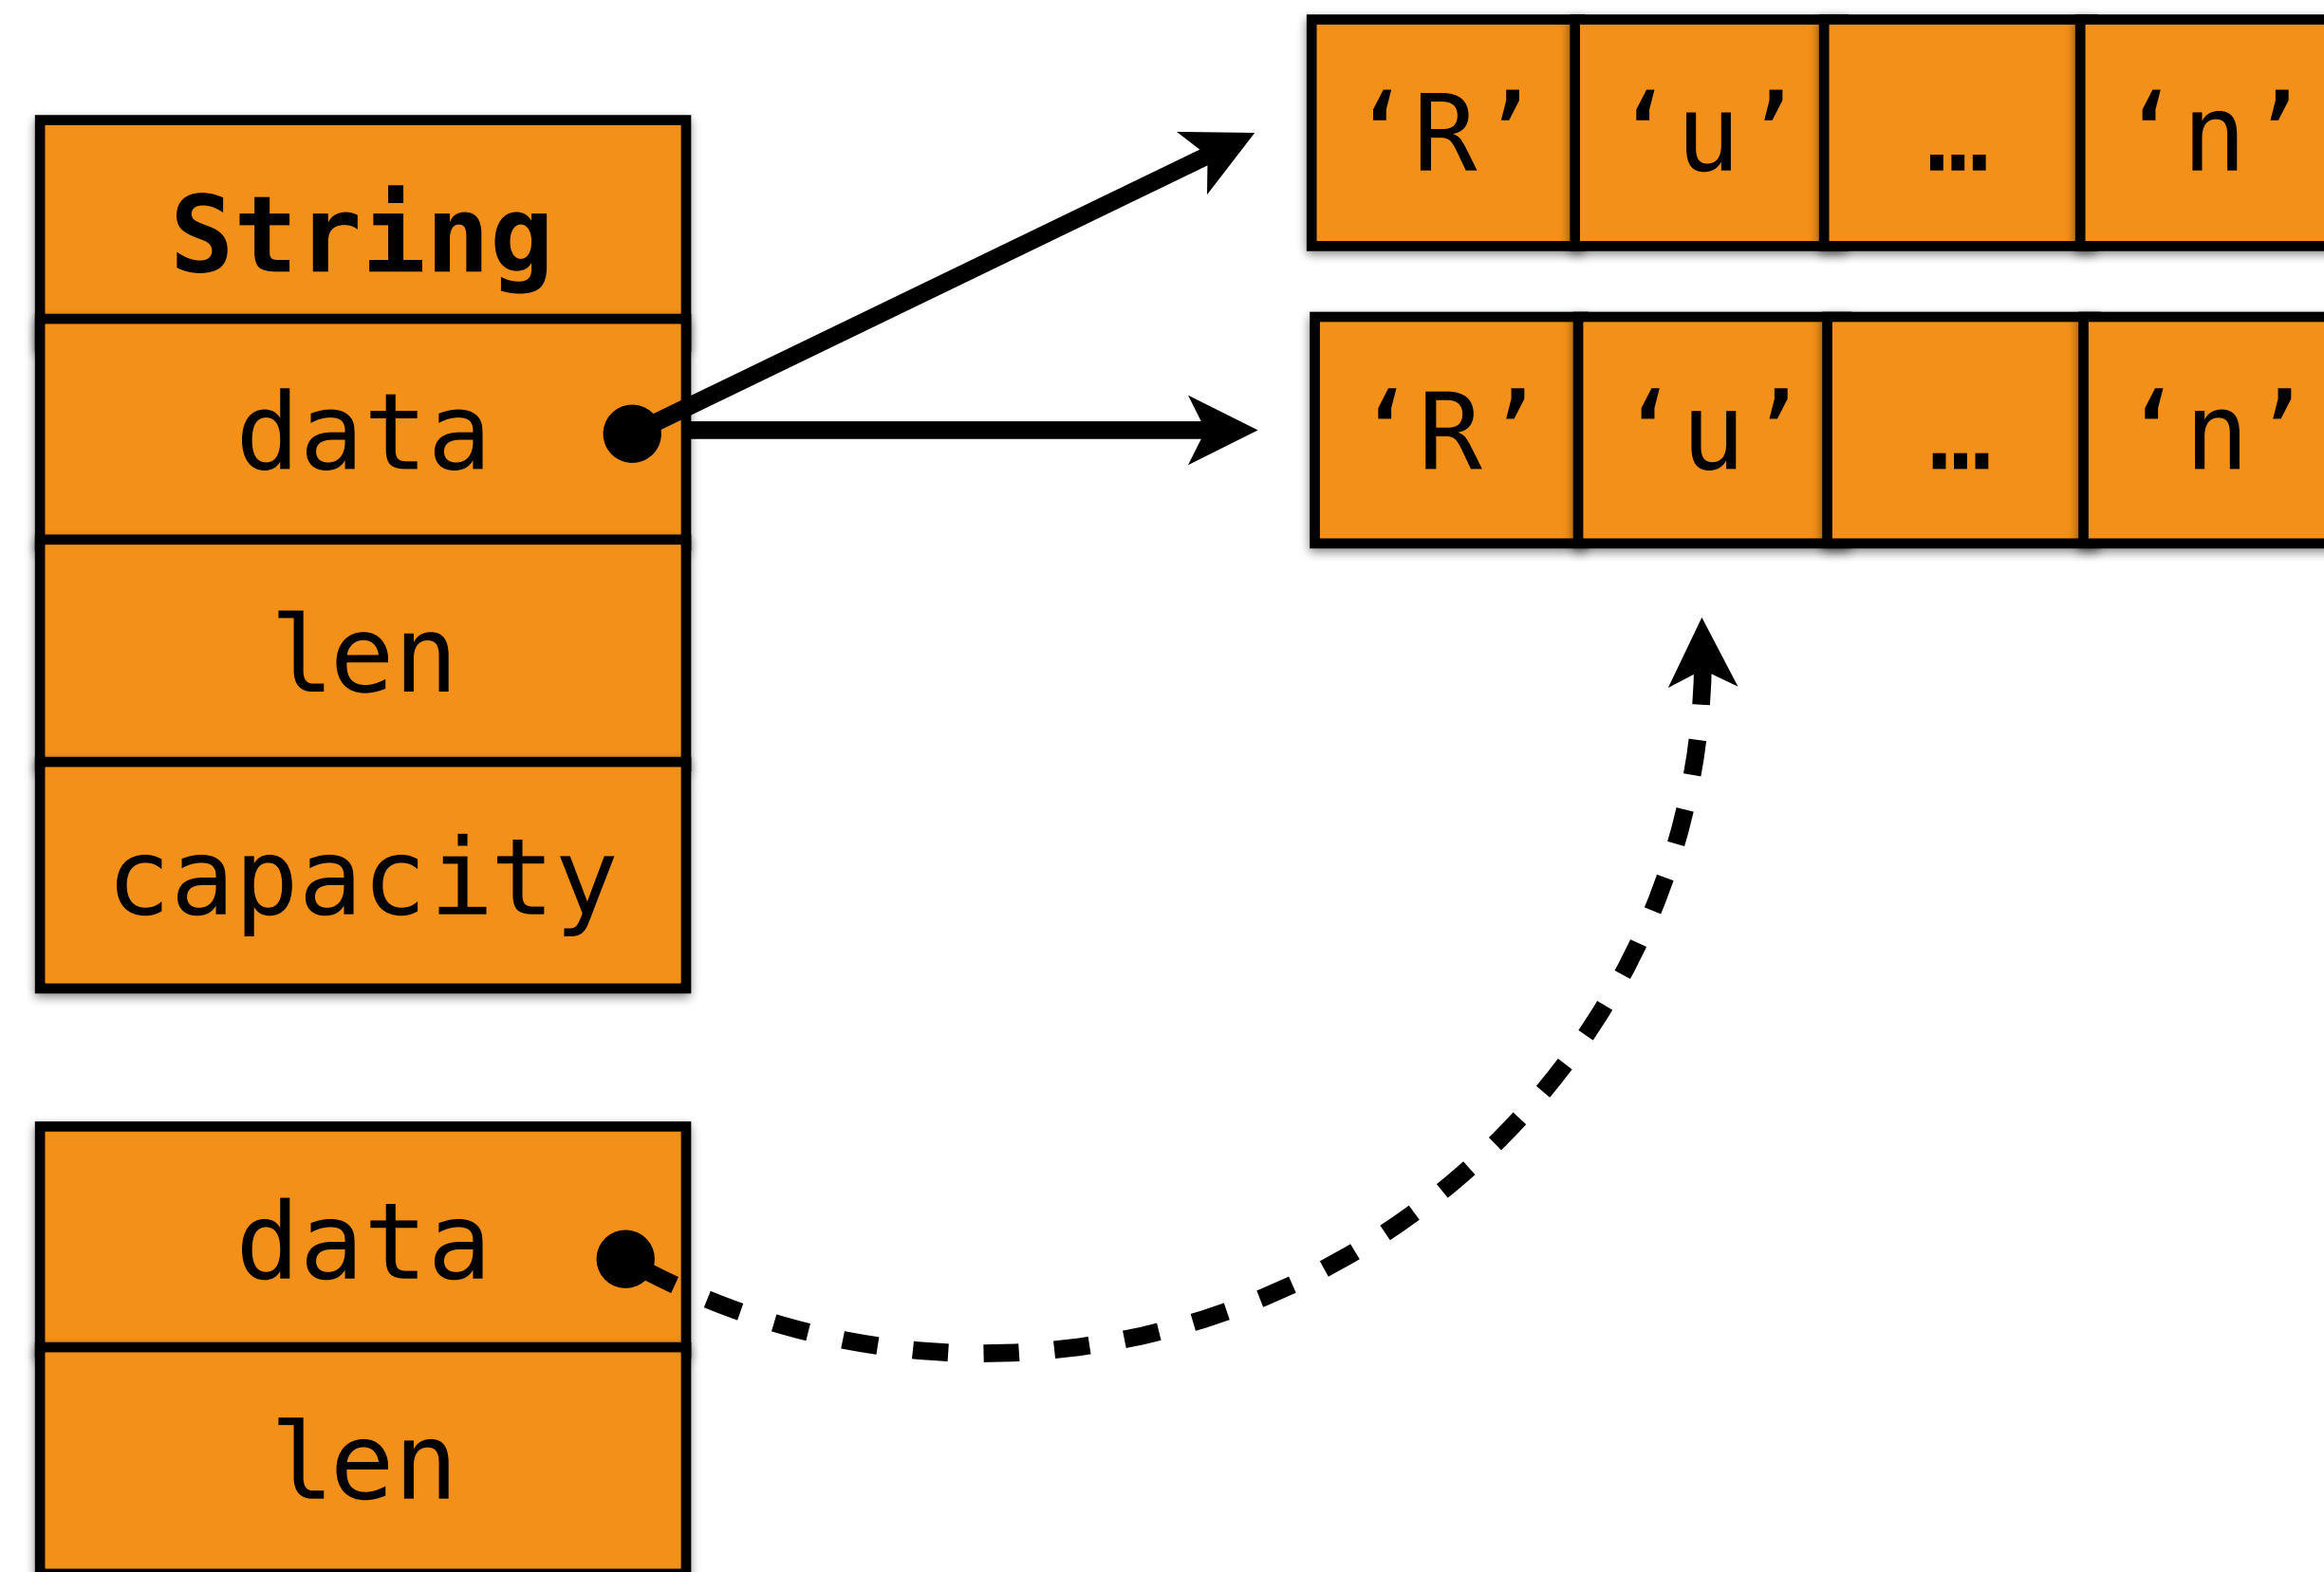 ‘R’ ‘u’ … ‘n’
String
data
‘R’ ‘u’ … ‘n’
len
capacity
data
len